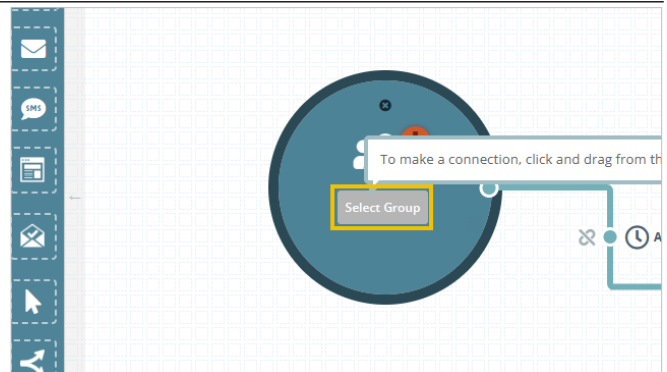 SMS
To make a connection, click and drag from th
Select Group
A